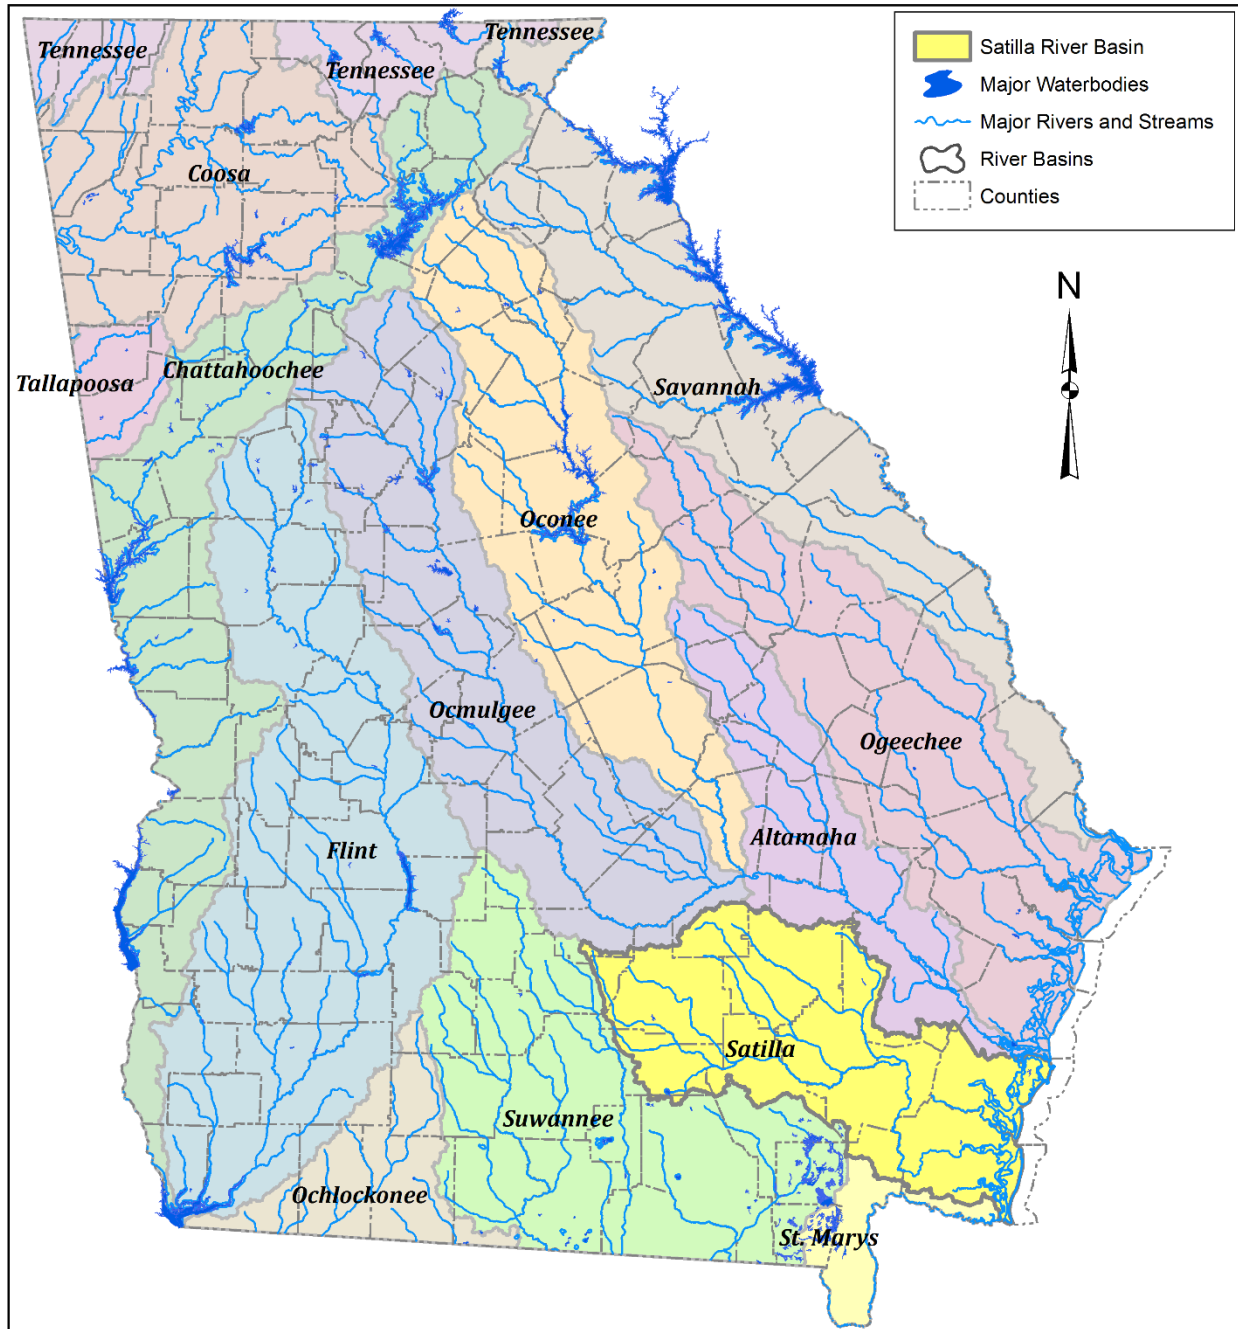 Tennessee
Tennessee
Tennessee
Satilla River Basin
Major Waterbodies
Major Rivers and Streams
River Basins
Counties
Coosa
N
Chattahoochee
Tallapoosa
Savannah
Oconee
Ocmulgee
Ogeechee
Altamaha
Flint
Satilla
Suwannee
Ochlockonee
St. Marys